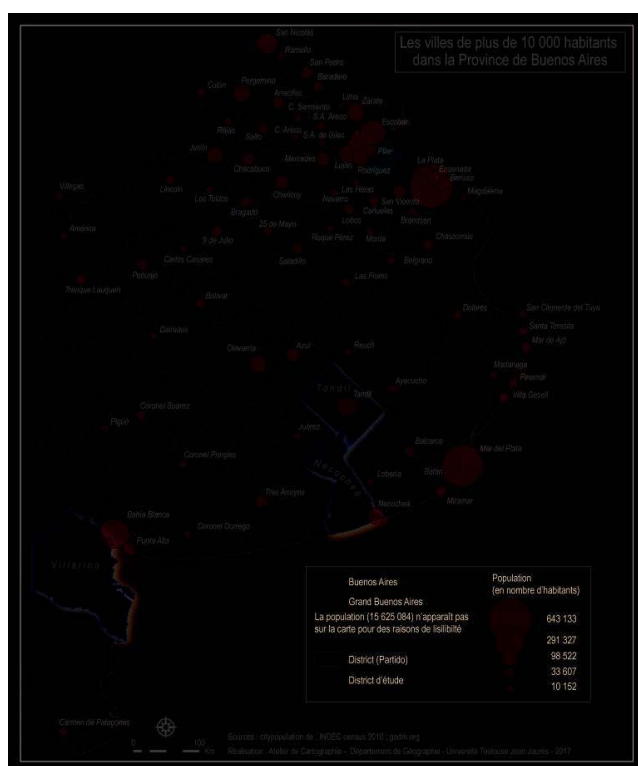 Les villes de plus de 10 000 habitants
dans la Province de Buenos Aires
San Nicolás
Ramallo
San Pedro
Baradero
Colón
Pergamino
Arrecifes
Lima
Zárate
C. Sarmiento
S.A. Areco
Escobar
Rojas
Salto
C. Areco
S.A. de Giles
Pilar
Junín
Mercedes
Luján
Rodríguez
La Plata
Chacabuco
Ensenada
Berisso
Villegas
Lincoln
Los Toldos
Chivilcoy
Las Heras
Navarro
San Vicente
Magdalena
Bragado
Lobos
Cañuelas
Brandsen
América
9 de Julio
25 de Mayo
Roque Pérez
Monte
Chascomús
Carlos Casares
Saladillo
Belgrano
Pehuajó
Trenque Lauquen
Las Flores
Bolívar
Dolores
San Clemente del Tuyú
Daireaux
Santa Teresita
Mar de Ajó
Olavarría
Azul
Rauch
Madariaga
Pinamar
Villa Gesell
Tandil
Tandil
Ayacucho
Coronel Suarez
Pigüé
Juárez
Balcarce
Mar del Plata
Coronel Pringles
Necochea
Lobería
Batán
Miramar
Tres Arroyos
Necochea
Bahía Blanca
Coronel Dorrego
Punta Alta
Villarino
Buenos Aires
Grand Buenos Aires
La population (15 625 084) n'apparaît pas
sur la carte pour des raisons de lisilibilté
District (Partido)
District d'étude
Population
(en nombre d'habitants)
643 133
291 327
98 522
33 607
10 152
Carmen de Patagones
0 100
Km
Sources : citypopulation.de ; INDEC census 2010 ; gadm.org
Réalisation : Atelier de Cartographie - Département de Géographie - Université Toulouse Jean Jaurès - 2017